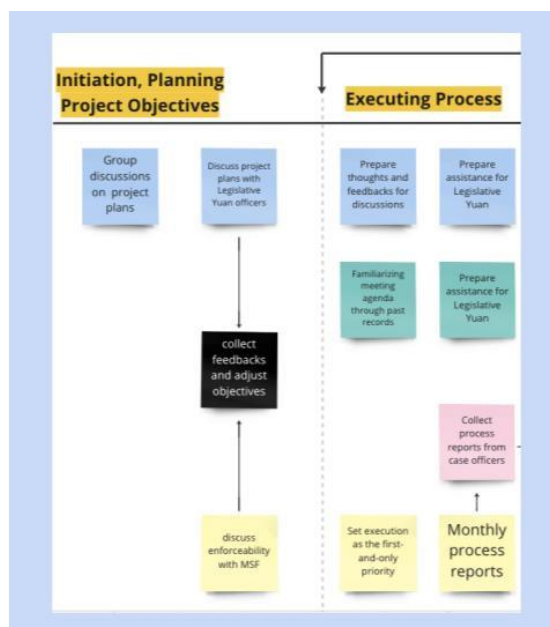 Initiation, Planning
Project Objectives
Executing Process
Group
discussions
on project
plans
Discuss project
plans with
Legislative
Yuan officers
Prepare
thoughts and
feedbacks for
discussions
Prepare
assistance for
Legislative
Yuan
Familiarizing
meeting
agenda
through past
records
Prepare
assistance for
Legislative
Yuan
collect
feedbacks
and adjust
objectives
Collect
process
reports from
case officers
discuss
enforceability
with MSF
Set execution
as the first-
and-only
priority
Monthly
process
reports